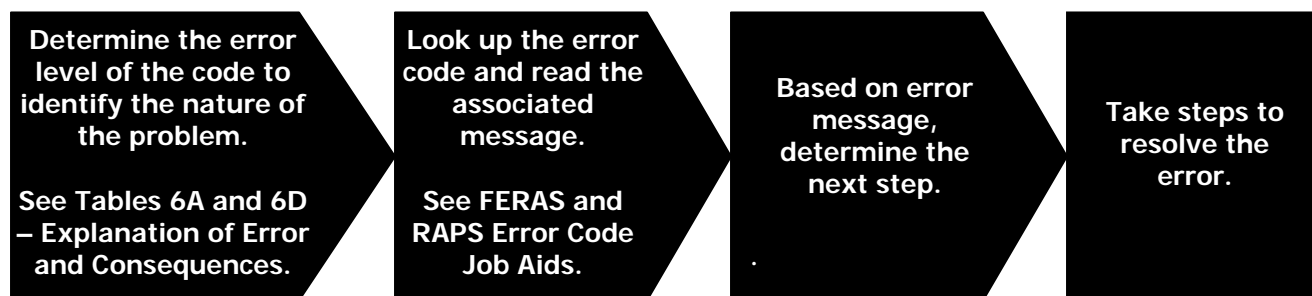 Determine the error
level of the code to
identify the nature of
the problem.
See Tables 6A and 6D
– Explanation of Error
and Consequences.
Look up the error
code and read the
associated
message.
See FERAS and
RAPS Error Code
Job Aids.
Based on error
message,
determine the
next step.
.
Take steps to
resolve the
error.